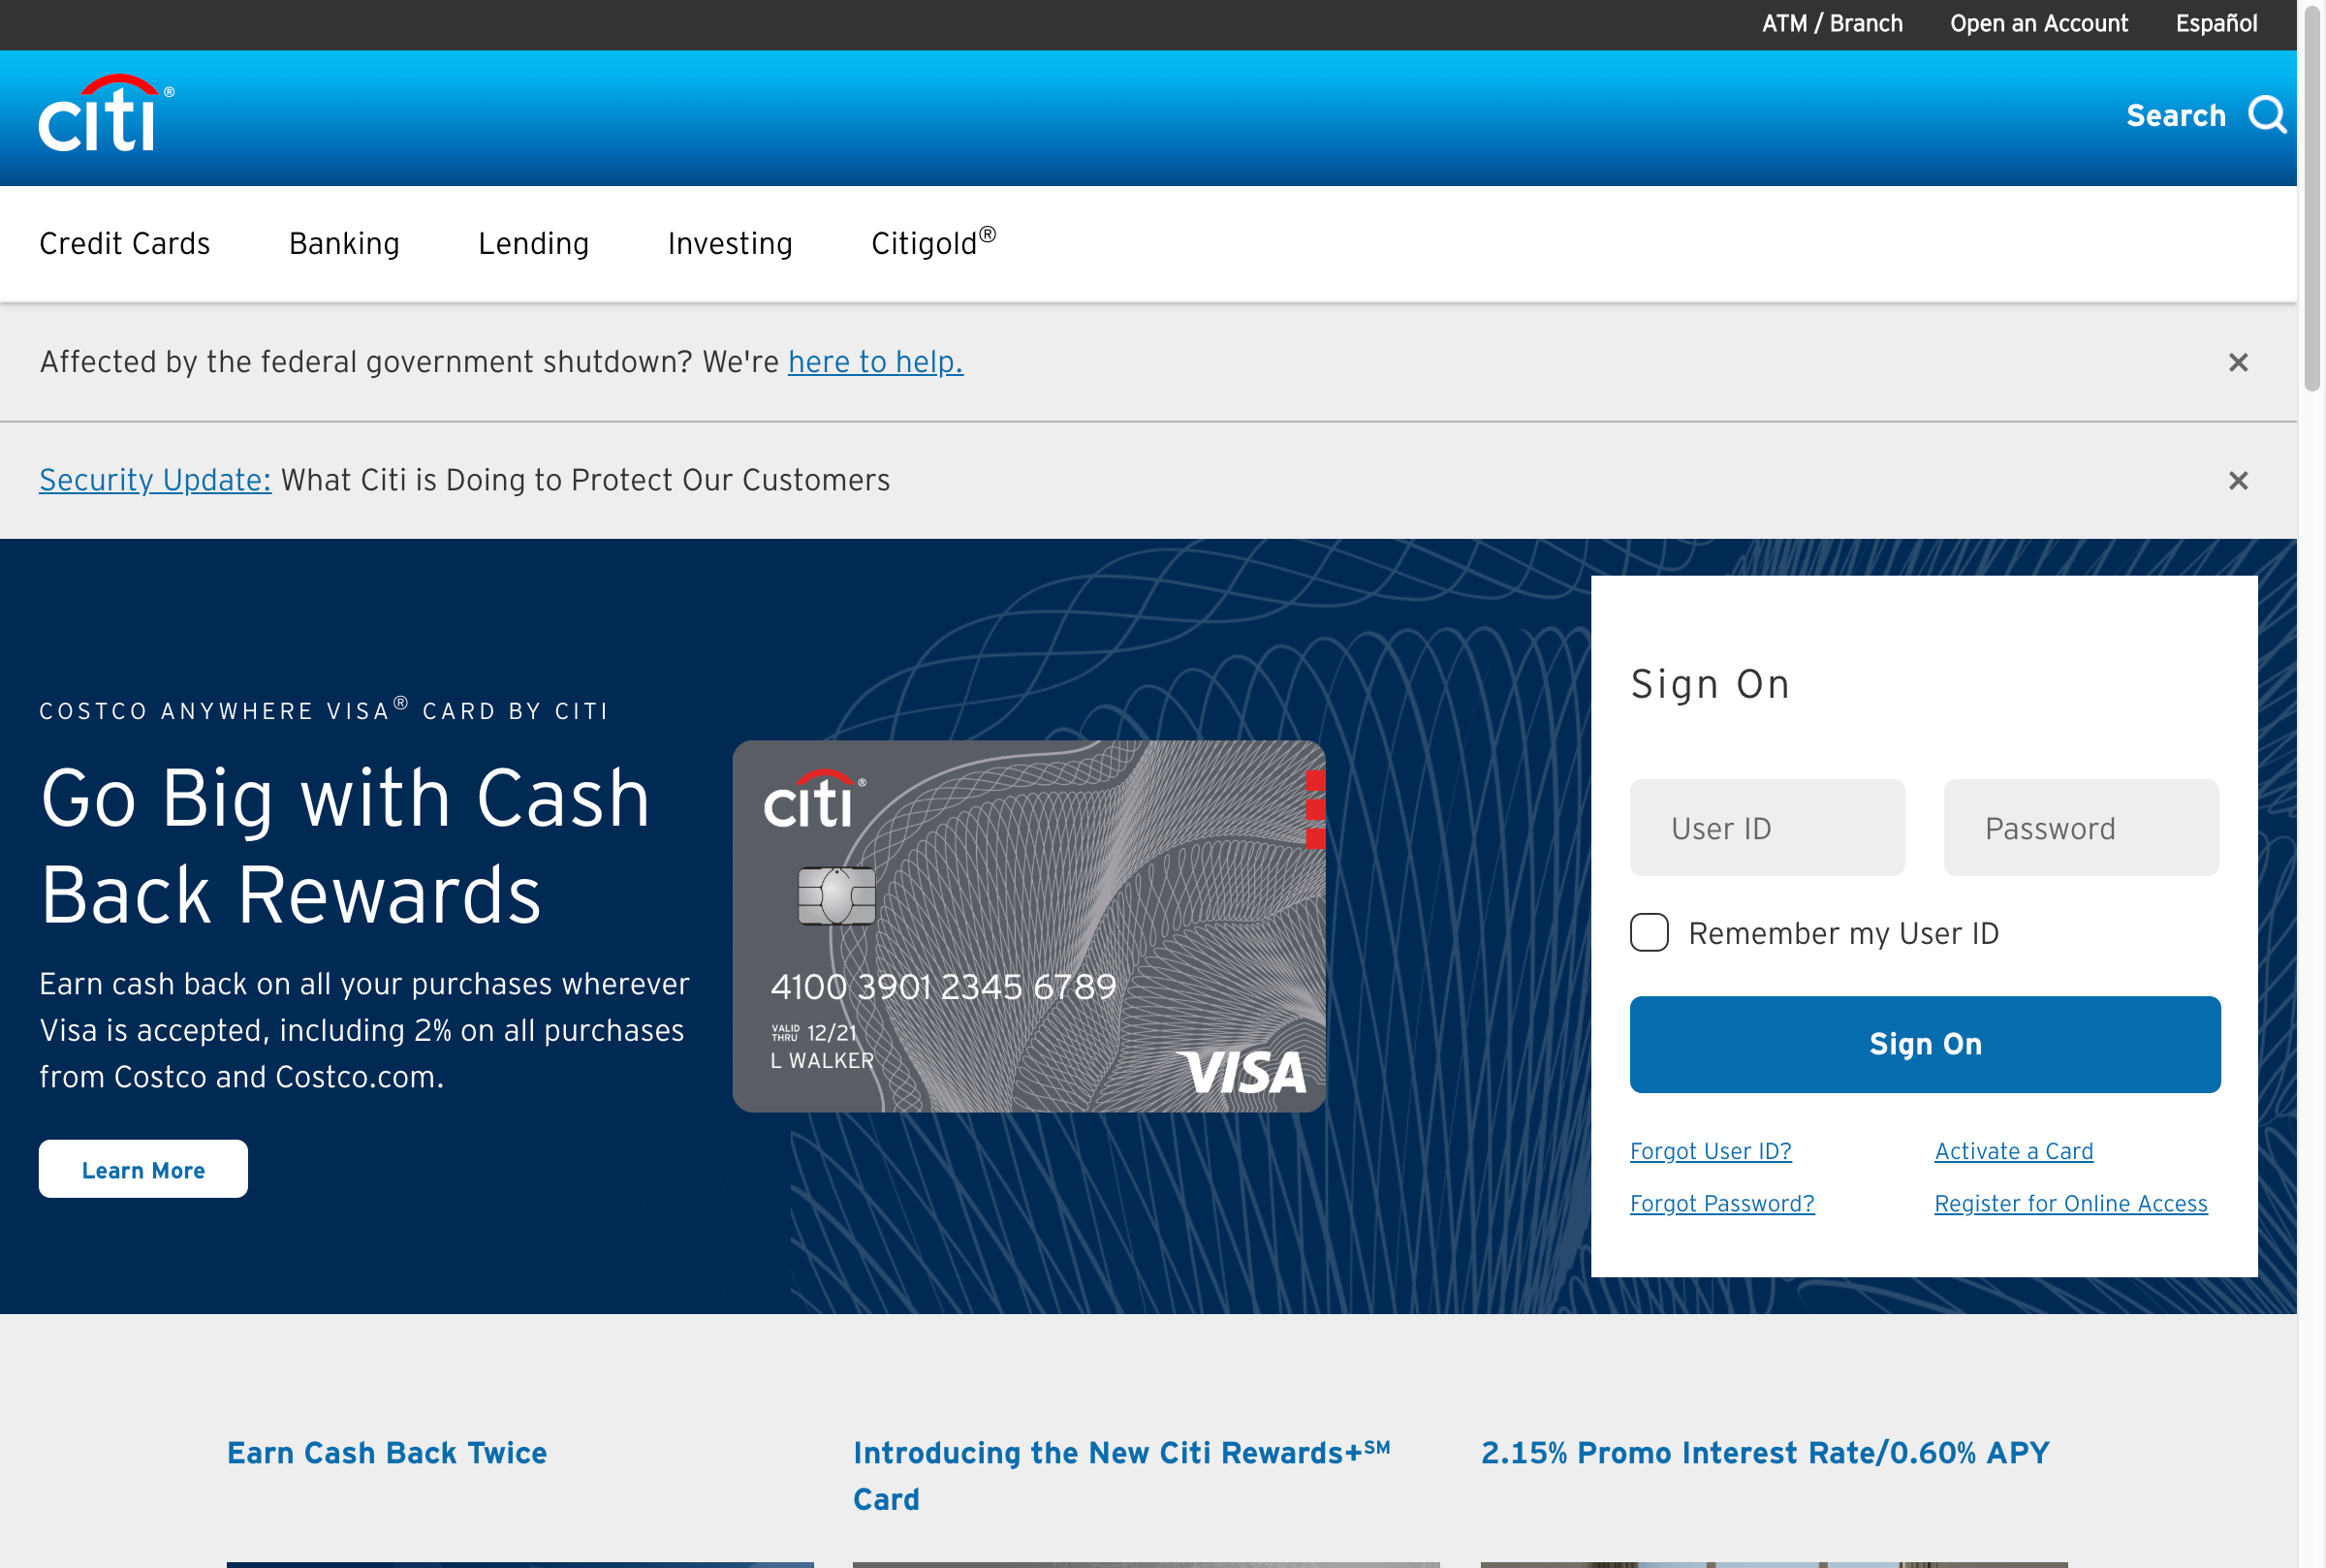 ATM / Branch Open an Account Español
citi®
Search
Credit Cards Banking Lending Investing Citigold®
Affected by the federal government shutdown? We're here to help. ×
Security Update: What Citi is Doing to Protect Our Customers ×
COSTCO ANYWHERE VISA® CARD BY CITI
Go Big with Cash
Back Rewards
Earn cash back on all your purchases wherever
Visa is accepted, including 2% on all purchases
from Costco and Costco.com.
Learn More
citi®
4100 3901 2345 6789
VALID
THRU 12/21
L WALKER
VISA
Sign On
User ID Password
Remember my User ID
Sign On
Forgot User ID? Activate a Card
Forgot Password? Register for Online Access
Earn Cash Back Twice
Introducing the New Citi Rewards+℠
Card
2.15% Promo Interest Rate/0.60% APY